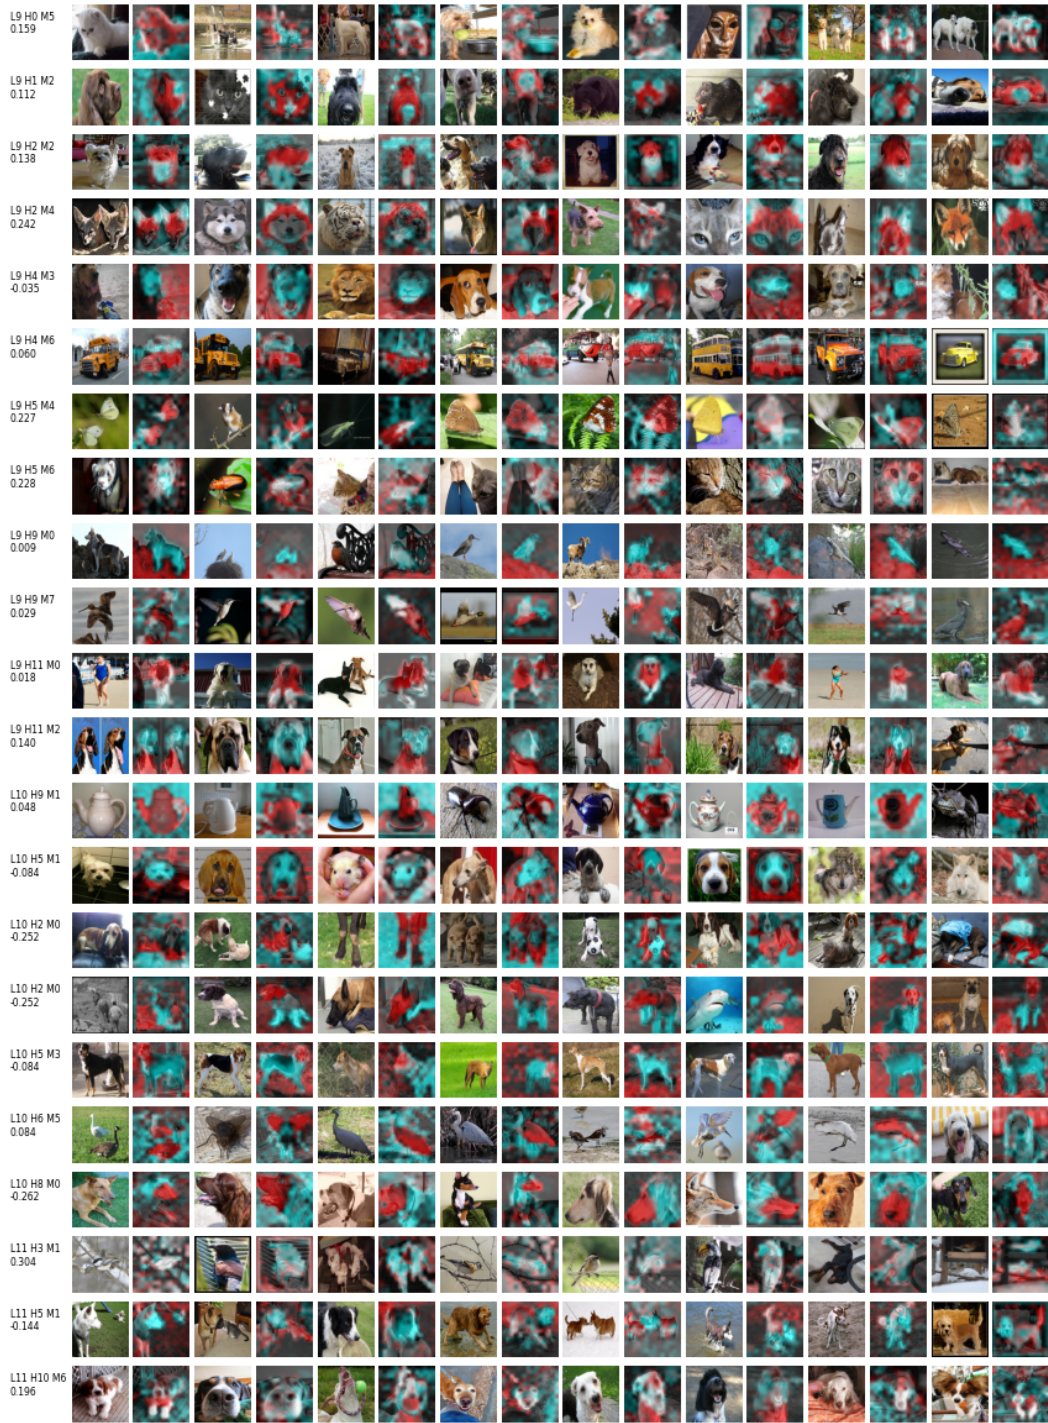 L9 H0 M5
0.159
L9 H1 M2
0.112
L9 H2 M2
0.138
L9 H2 M4
0.242
L9 H4 M3
-0.035
L9 H4 M6
0.060
L9 H5 M4
0.227
L9 H5 M6
0.228
L9 H9 M0
0.009
L9 H9 M7
0.029
L9 H11 M0
0.018
L9 H11 M2
0.140
L10 H9 M1
0.048
L10 H5 M1
-0.084
L10 H2 M0
-0.252
L10 H2 M0
-0.252
L10 H5 M3
-0.084
L10 H6 M5
0.084
L10 H8 M0
-0.262
L11 H3 M1
0.304
L11 H5 M1
-0.144
L11 H10 M6
0.196